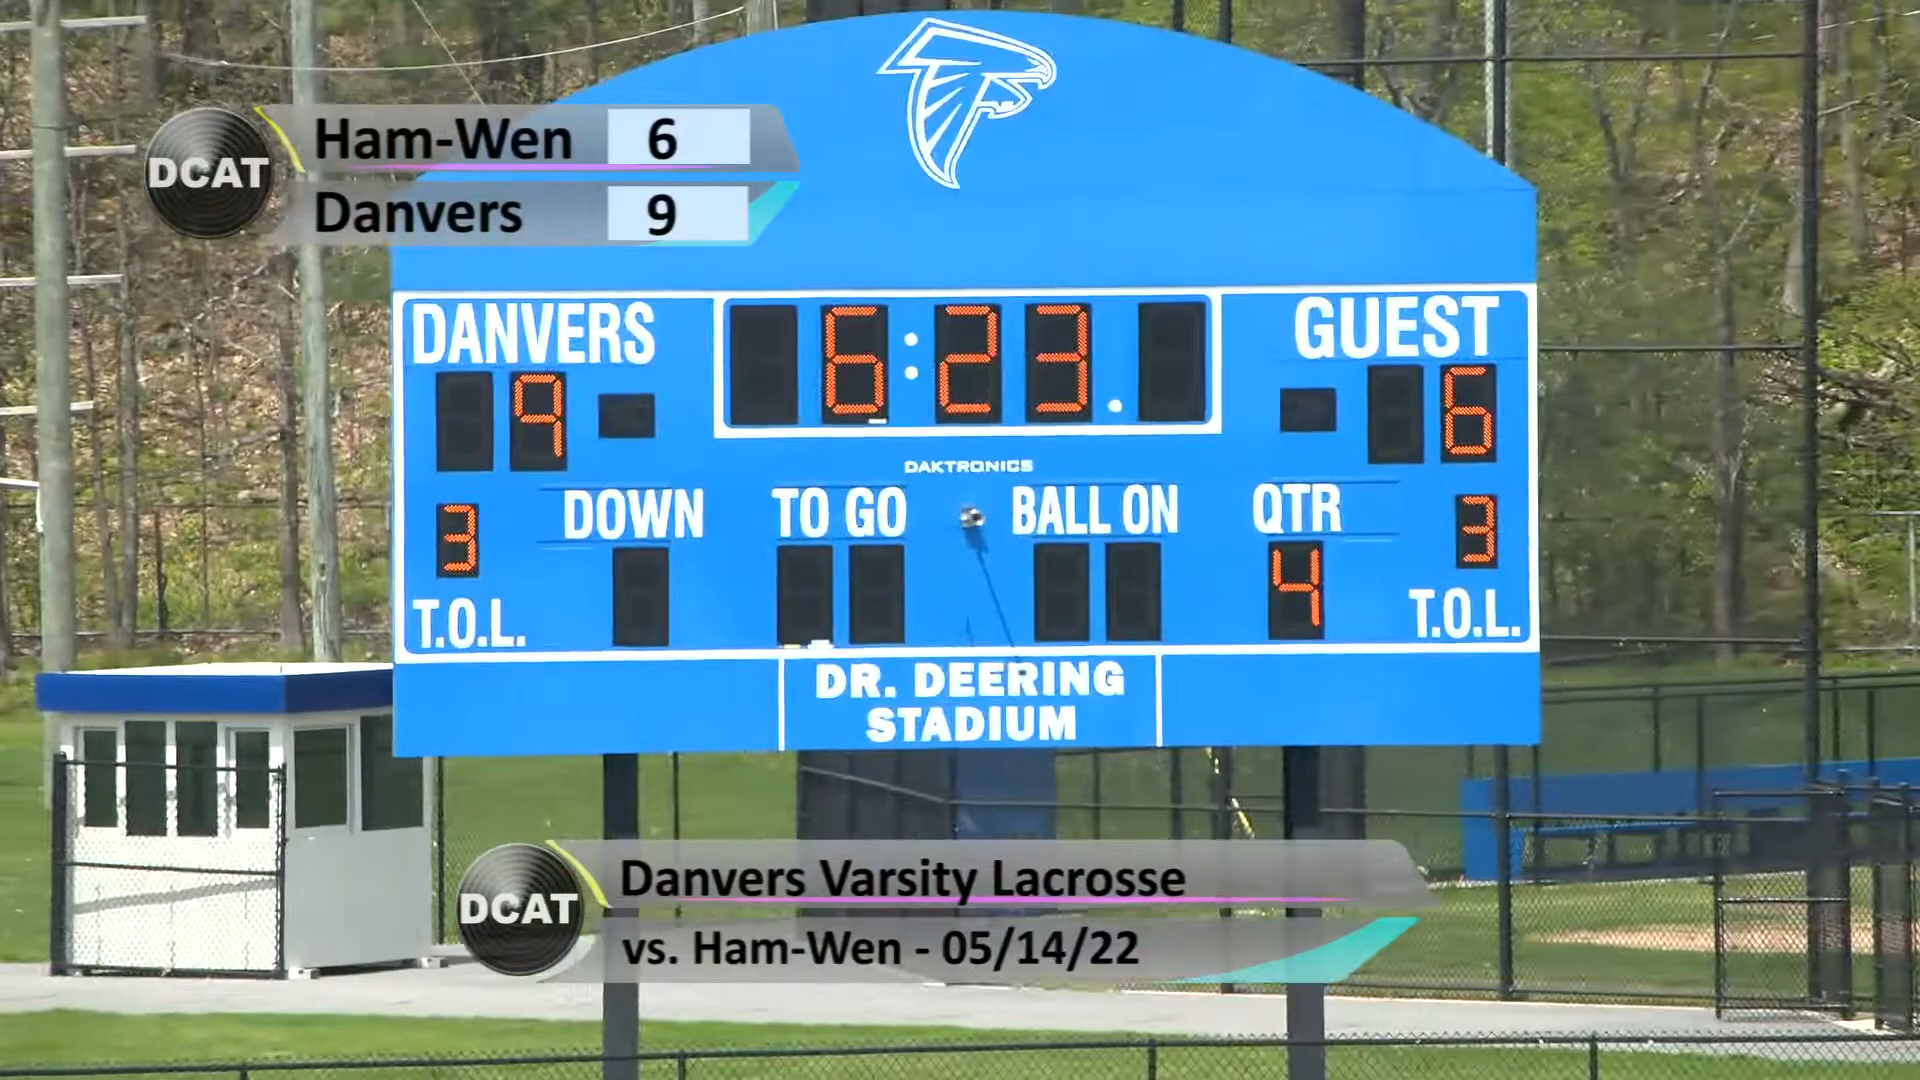 DCAT
Ham-Wen 6
Danvers 9
DANVERS
6:23.
GUEST
9
6
DAKTRONICS
DOWN
TO GO
BALL ON
QTR
3
4
3
T.O.L.
T.O.L.
DR. DEERING
STADIUM
DCAT
Danvers Varsity Lacrosse
vs. Ham-Wen - 05/14/22